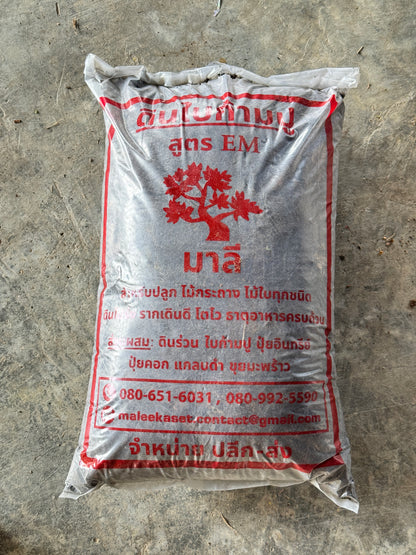 ดินใบก้ามปู
สูตร EM
มาลี
สำหรับปลูก ไม้กระถาง ไม้ใบทุกชนิด
รากเดินดี โตไว ธาตุอาหารครบถ้วน
ส่วนผสม: ดินร่วน ใบก้ามปู ปุ๋ยอินทรีย์
ปุ๋ยคอก แกลบดำ ขุยมะพร้าว
080-651-6031 , 080-992-5590
maleekaset.contact@gmail.com
จำหน่าย ปลีก-ส่ง